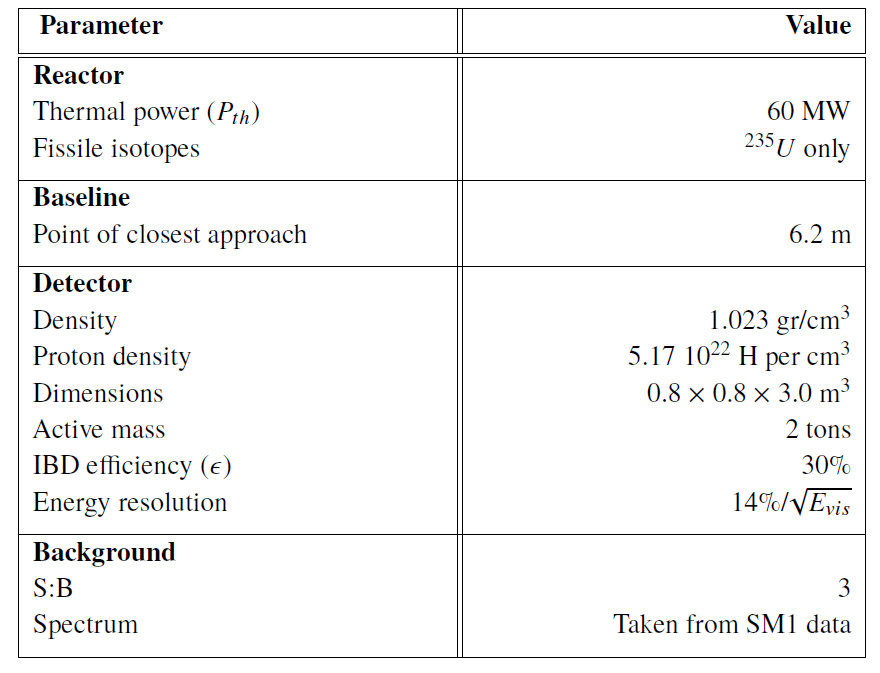 Parameter Value
Reactor
Thermal power (P_th) 60 MW
Fissile isotopes ²³⁵U only
Baseline
Point of closest approach 6.2 m
Detector
Density 1.023 gr/cm³
Proton density 5.17 10²² H per cm³
Dimensions 0.8 × 0.8 × 3.0 m³
Active mass 2 tons
IBD efficiency (ϵ) 30%
Energy resolution 14%/√E_vis
Background
S:B 3
Spectrum Taken from SM1 data